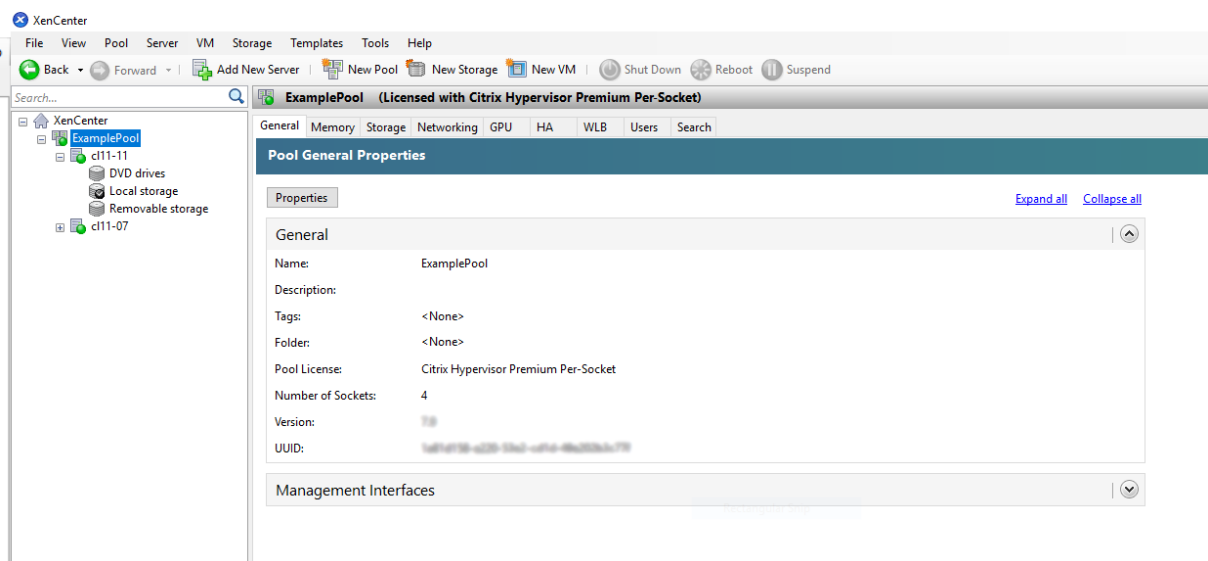 XenCenter
File View Pool Server VM Storage Templates Tools Help
Back Forward Add New Server New Pool New Storage New VM Shut Down Reboot Suspend
Search...
ExamplePool (Licensed with Citrix Hypervisor Premium Per-Socket)
XenCenter
ExamplePool
cl11-11
DVD drives
Local storage
Removable storage
cl11-07
General Memory Storage Networking GPU HA WLB Users Search
Pool General Properties
Properties Expand all Collapse all
General
Name: ExamplePool
Description:
Tags: <None>
Folder: <None>
Pool License: Citrix Hypervisor Premium Per-Socket
Number of Sockets: 4
Version:
UUID:
Management Interfaces